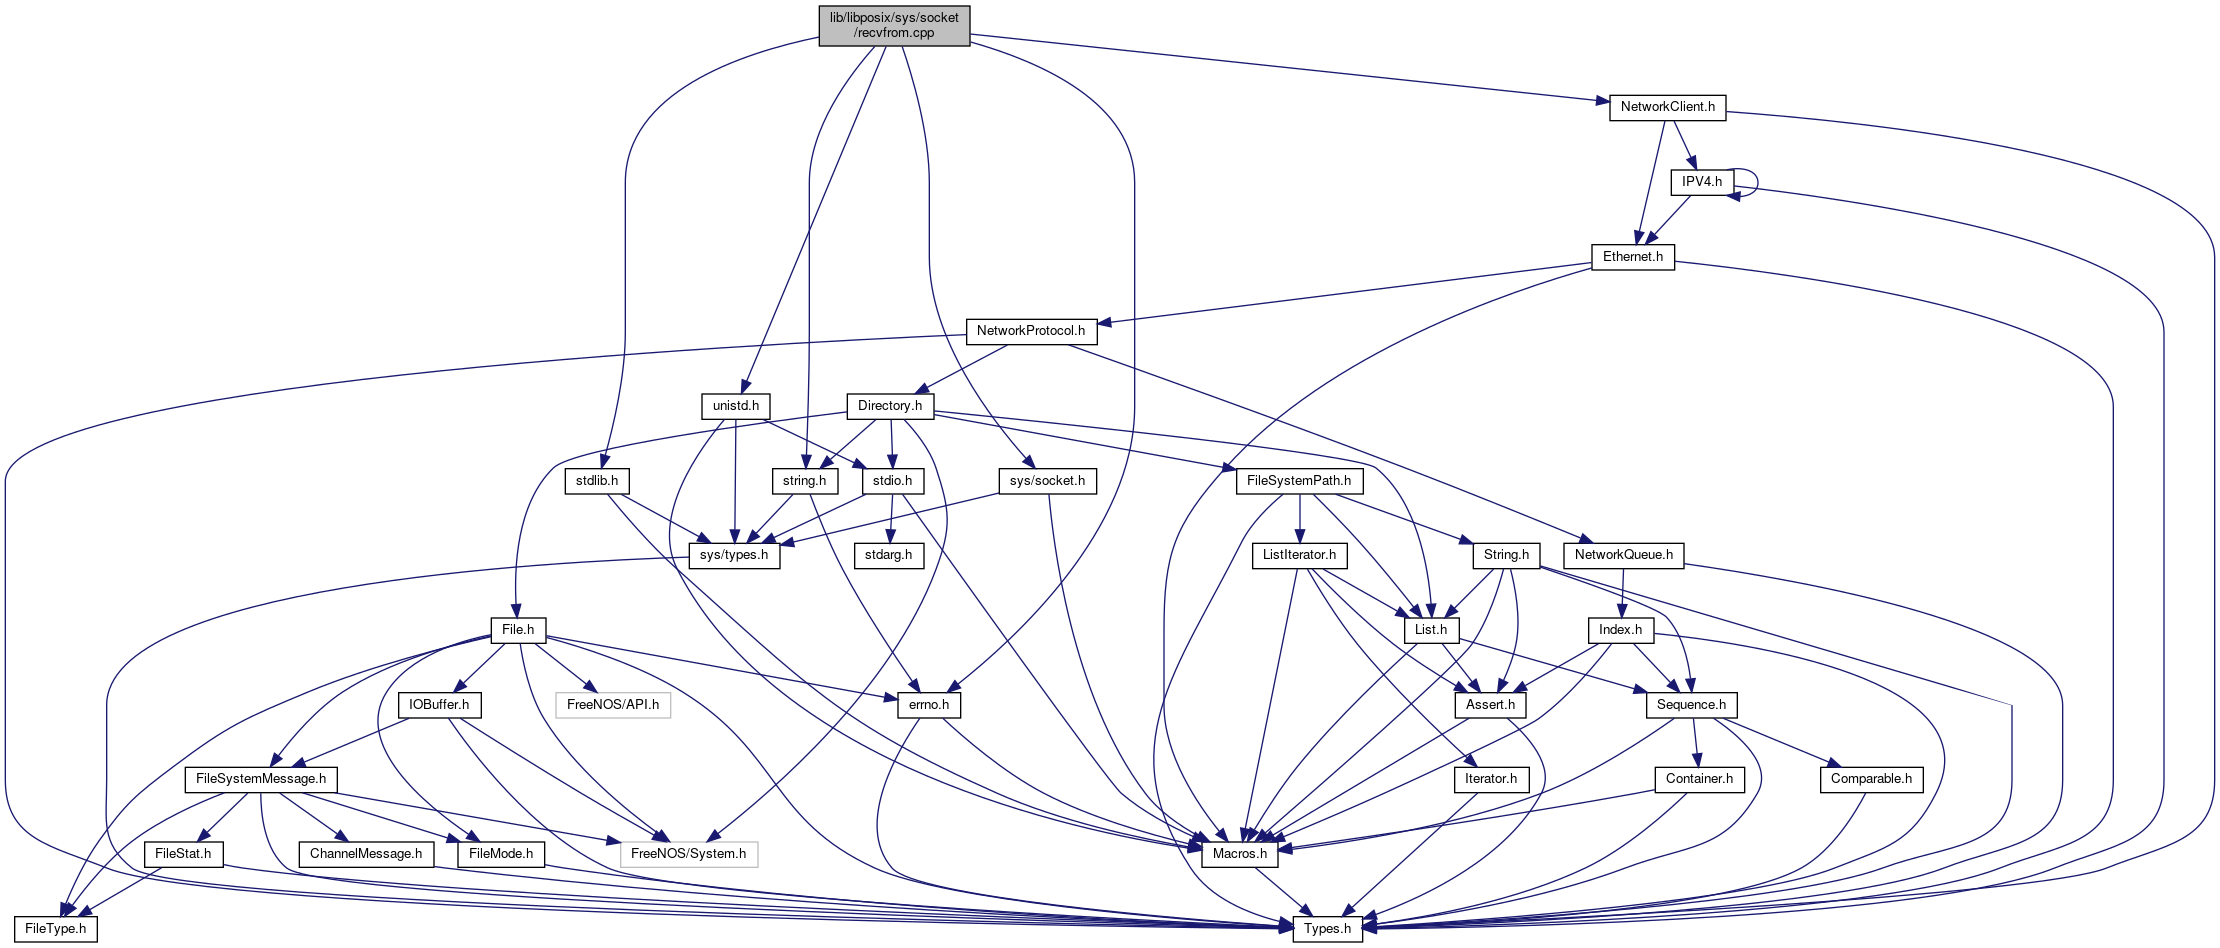 lib/libposix/sys/socket
/recvfrom.cpp
NetworkClient.h
IPV4.h
Ethernet.h
NetworkProtocol.h
unistd.h
Directory.h
stdlib.h
string.h
stdio.h
sys/socket.h
FileSystemPath.h
sys/types.h
stdarg.h
ListIterator.h
String.h
NetworkQueue.h
File.h
List.h
Index.h
IOBuffer.h
FreeNOS/API.h
errno.h
Assert.h
Sequence.h
FileSystemMessage.h
Iterator.h
Container.h
Comparable.h
FileStat.h
ChannelMessage.h
FileMode.h
FreeNOS/System.h
Macros.h
FileType.h
Types.h